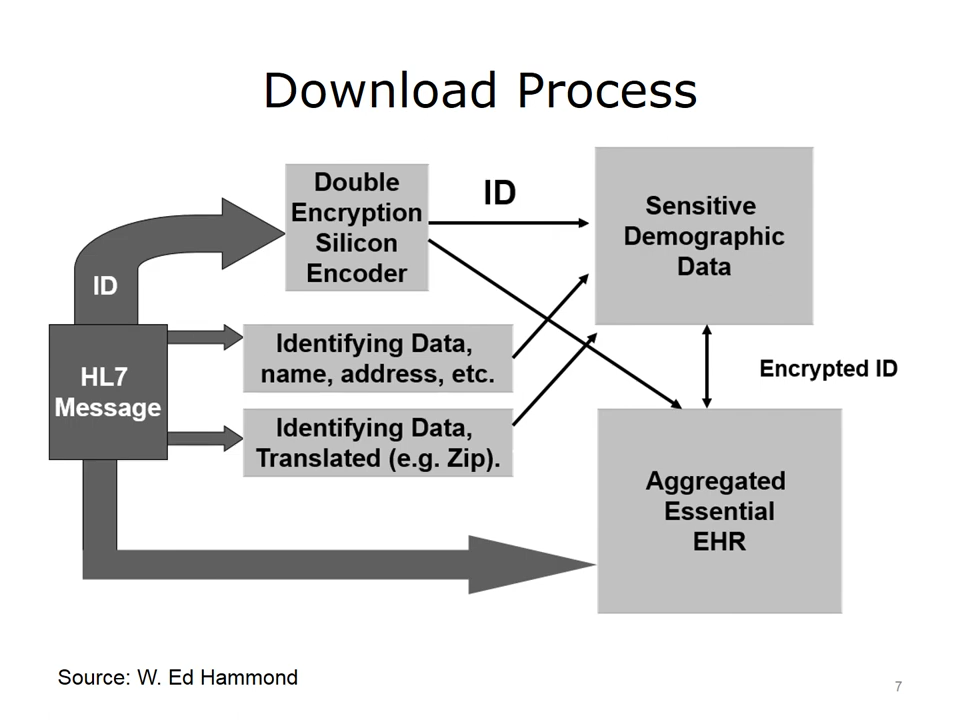 Download Process
Double
Encryption
Silicon
Encoder
ID
Sensitive
Demographic
Data
ID
HL7
Message
Identifying Data,
name, address, etc.
Identifying Data,
Translated (e.g. Zip).
Encrypted ID
Aggregated
Essential
EHR
Source: W. Ed Hammond
7